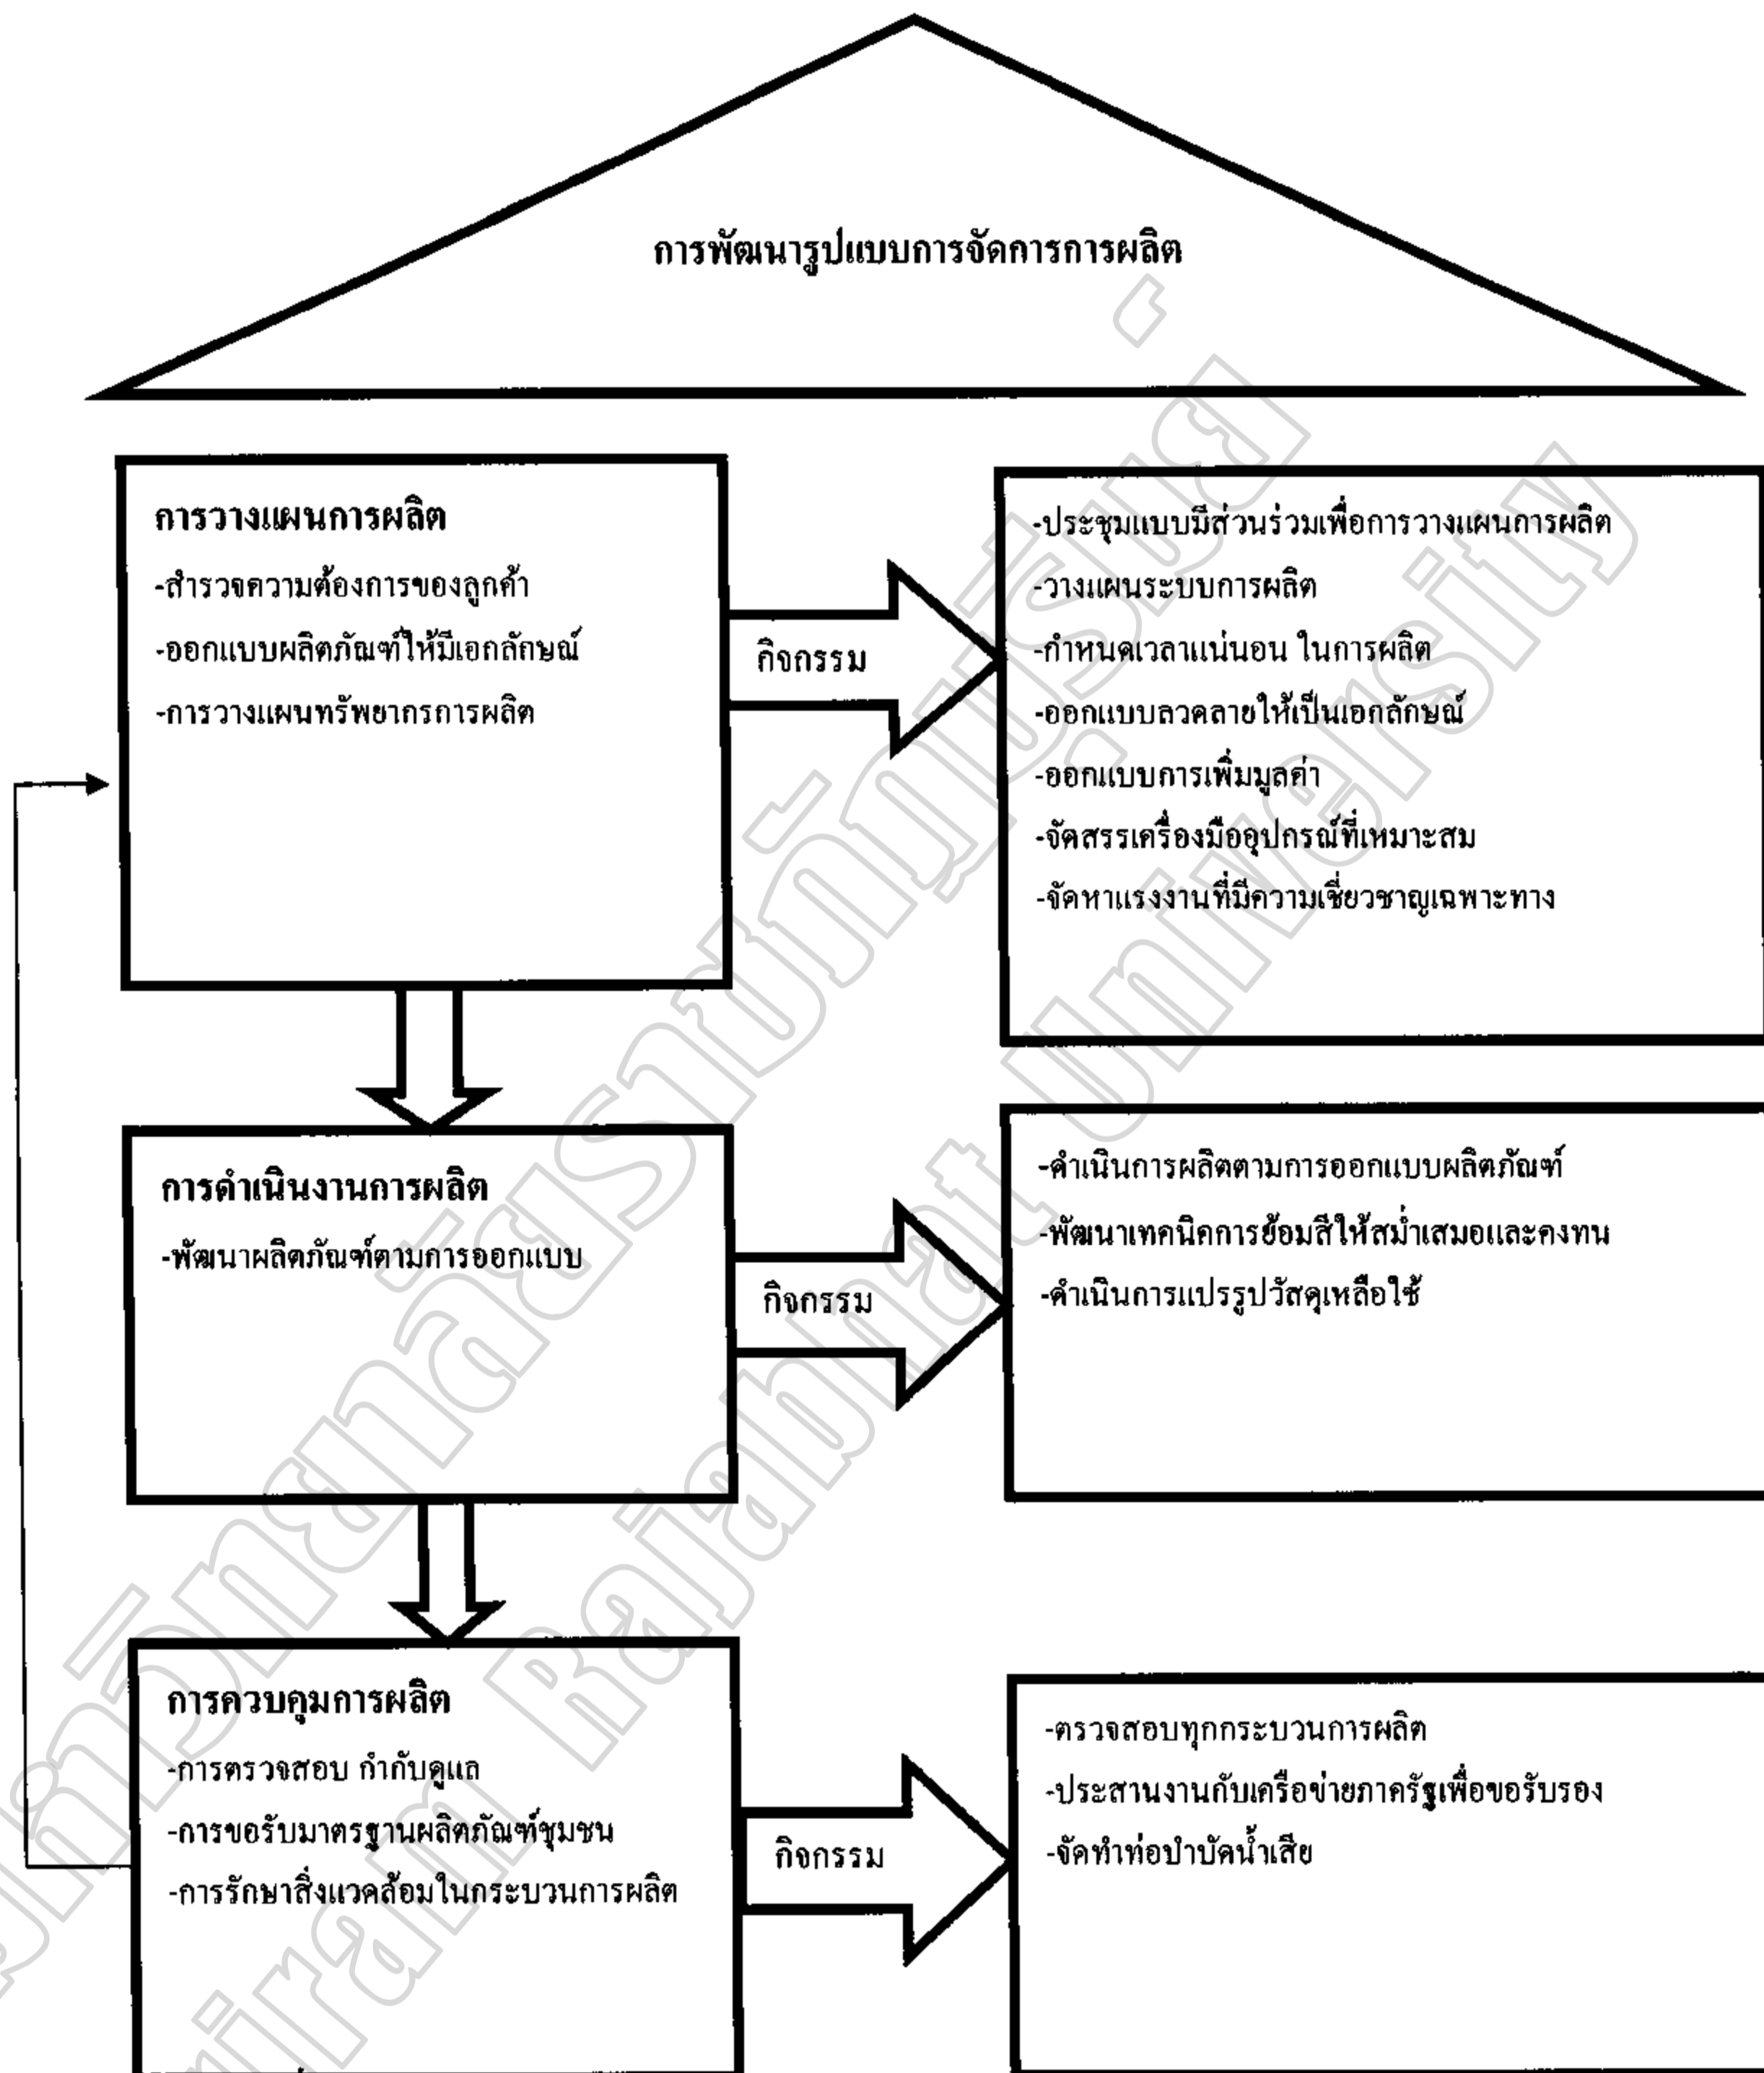 การพัฒนารูปแบบการจัดการการผลิต
การวางแผนการผลิต
-สำรวจความต้องการของลูกค้า
-ออกแบบผลิตภัณฑ์ให้มีเอกลักษณ์
-การวางแผนทรัพยากรการผลิต
กิจกรรม
-ประชุมแบบมีส่วนร่วมเพื่อการวางแผนการผลิต
-วางแผนระบบการผลิต
-กำหนดเวลาแน่นอน ในการผลิต
-ออกแบบลวดลายให้เป็นเอกลักษณ์
-ออกแบบการเพิ่มมูลค่า
-จัดสรรเครื่องมืออุปกรณ์ที่เหมาะสม
-จัดหาแรงงานที่มีความเชี่ยวชาญเฉพาะทาง
การดำเนินงานการผลิต
-พัฒนาผลิตภัณฑ์ตามการออกแบบ
กิจกรรม
-ดำเนินการผลิตตามการออกแบบผลิตภัณฑ์
-พัฒนาเทคนิคการย้อมสีให้สม่ำเสมอและคงทน
-ดำเนินการแปรรูปวัสดุเหลือใช้
การควบคุมการผลิต
-การตรวจสอบ กำกับดูแล
-การขอรับมาตรฐานผลิตภัณฑ์ชุมชน
-การรักษาสิ่งแวดล้อมในกระบวนการผลิต
กิจกรรม
-ตรวจสอบทุกกระบวนการผลิต
-ประสานงานกับเครือข่ายภาครัฐเพื่อขอรับรอง
-จัดทำท่อบำบัดน้ำเสีย
Rajabhat University